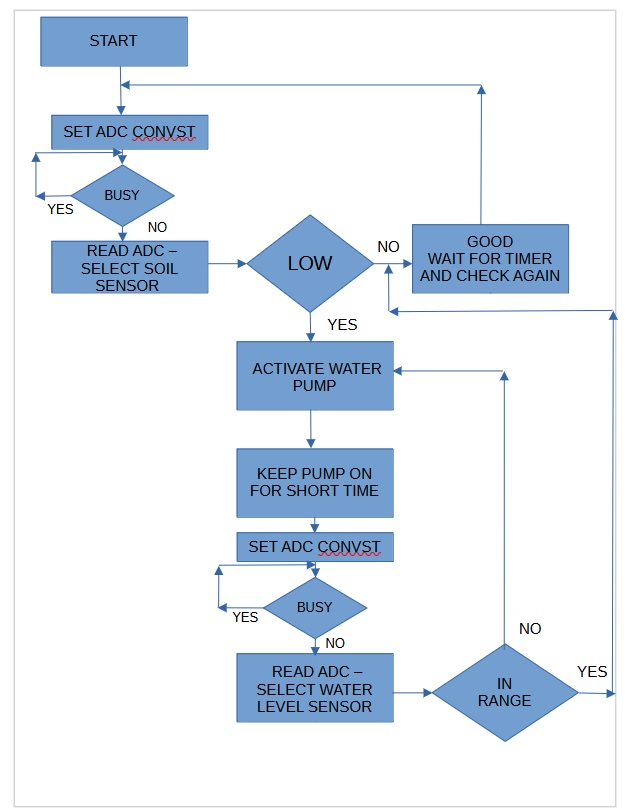 START
SET ADC CONVST
BUSY
YES
NO
READ ADC –
SELECT SOIL
SENSOR
LOW
NO
GOOD
WAIT FOR TIMER
AND CHECK AGAIN
YES
ACTIVATE WATER
PUMP
KEEP PUMP ON
FOR SHORT TIME
SET ADC CONVST
BUSY
YES
NO
READ ADC –
SELECT WATER
LEVEL SENSOR
IN
RANGE
NO
YES